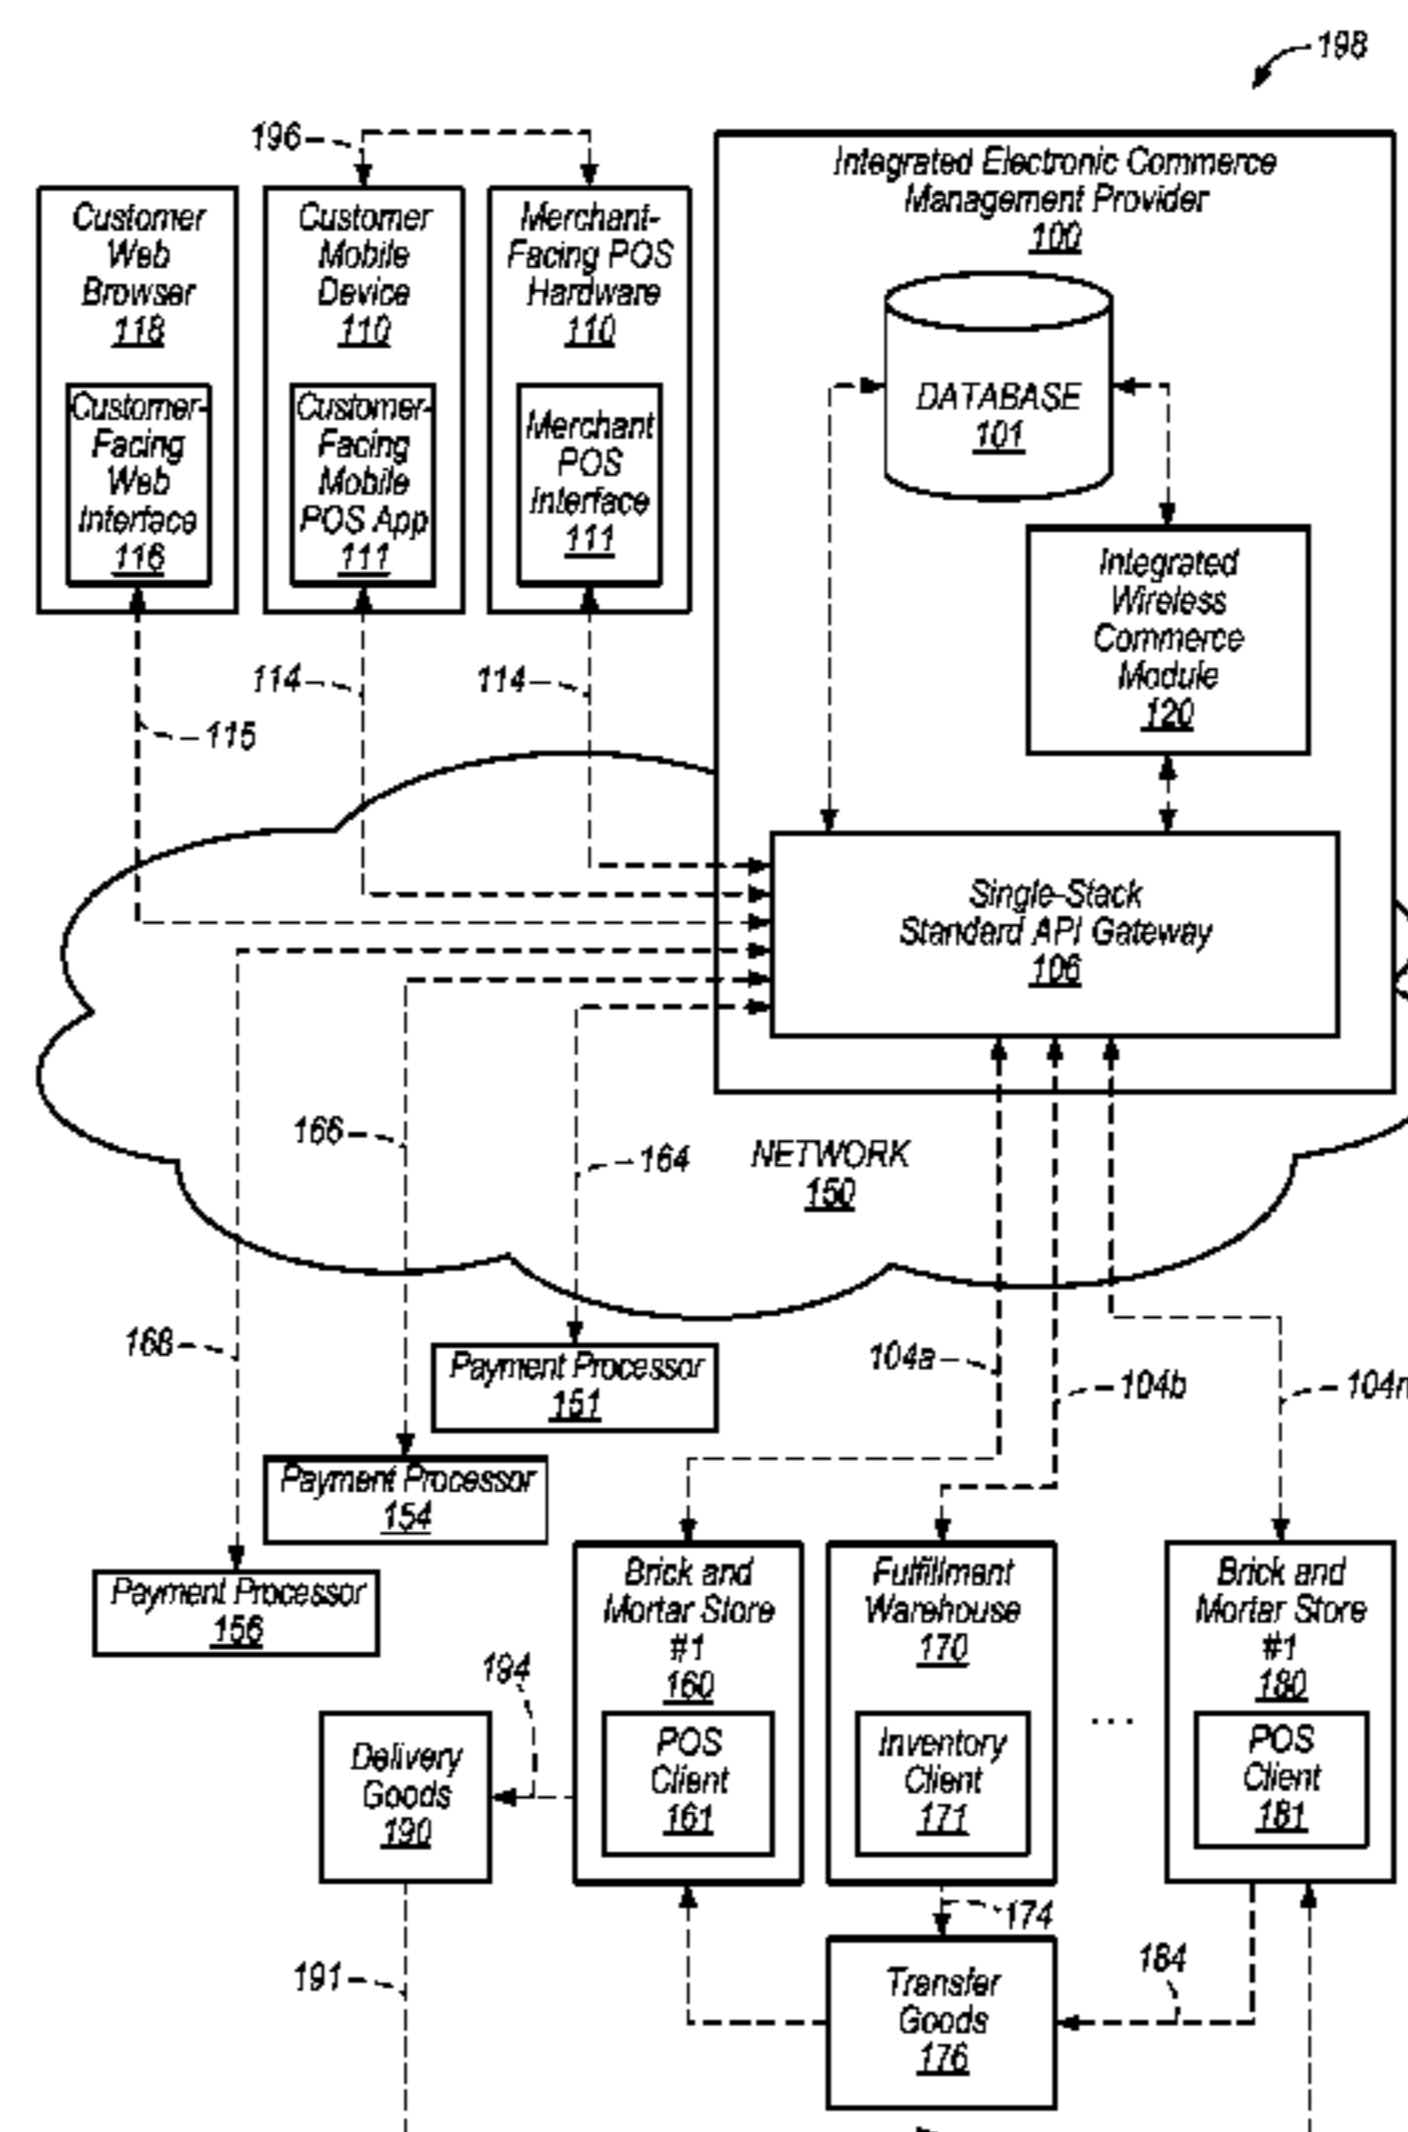 198
196
Integrated Electronic Commerce
Management Provider
100
Customer
Web
Browser
118
Customer
Mobile
Device
110
Merchant-
Facing POS
Hardware
110
Customer-
Facing
Web
Interface
116
Customer-
Facing
Mobile
POS App
111
Merchant
POS
Interface
111
DATABASE
101
Integrated
Wireless
Commerce
Module
120
114
114
115
Single-Stack
Standard API Gateway
106
166
164
NETWORK
150
168
Payment Processor
151
104a
104b
104n
Payment Processor
154
Payment Processor
156
Brick and
Mortar Store
#1
160
POS
Client
161
Fulfillment
Warehouse
170
Inventory
Client
171
...
Brick and
Mortar Store
#1
180
POS
Client
181
194
Delivery
Goods
190
174
191
Transfer
Goods
176
184